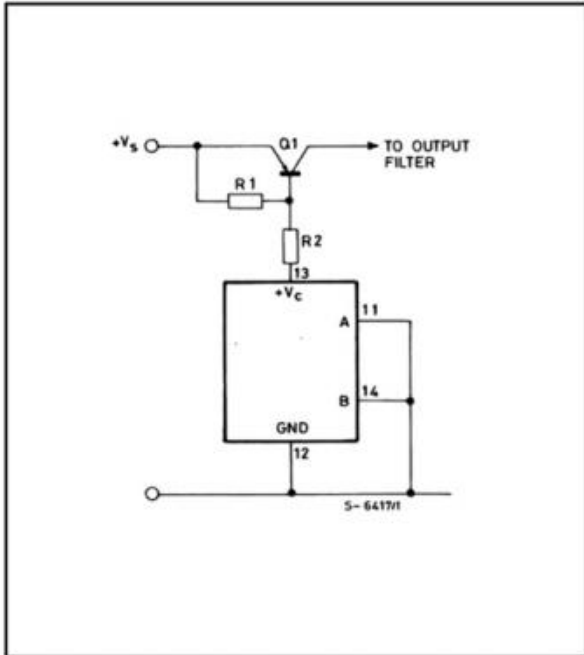 +Vs
Q1
TO OUTPUT
FILTER
R1
R2
13
+Vc
11
A
14
B
GND
12
S-6417/1